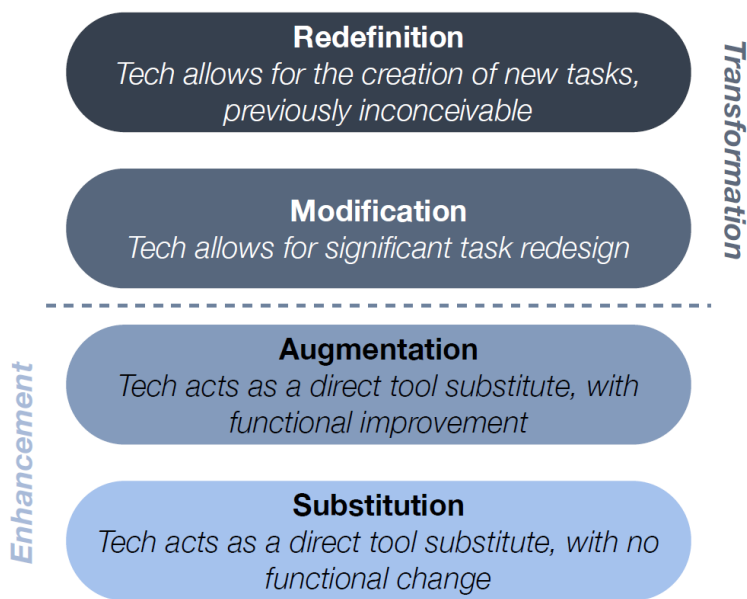 Redefinition
Tech allows for the creation of new tasks,
previously inconceivable
Transformation
Modification
Tech allows for significant task redesign
Augmentation
Tech acts as a direct tool substitute, with
functional improvement
Enhancement
Substitution
Tech acts as a direct tool substitute, with no
functional change